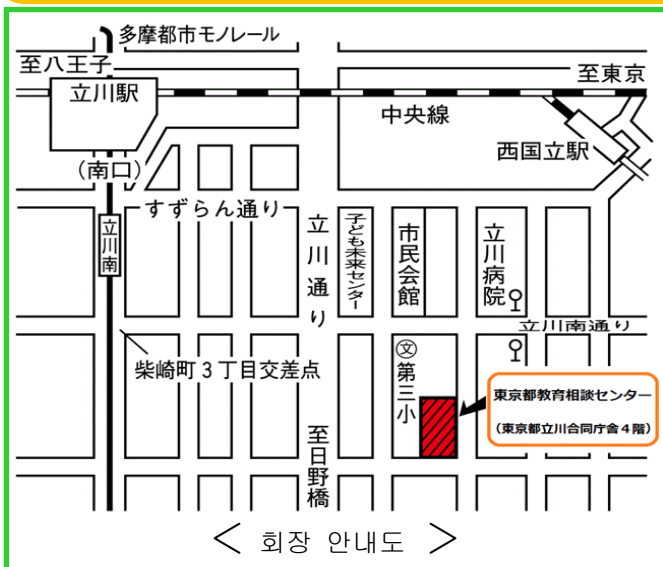 多摩都市モノレール
至八王子
至東京
立川駅
中央線
西国立駅
(南口)
すずらん通り
立川南
立川通り
子ども未来センター
市民会館
立川病院
立川南通り
柴崎町3丁目交差点
文
第三小
東京都教育相談センター
(東京都立川合同庁舎4階)
至日野橋
< 회장 안내도 >